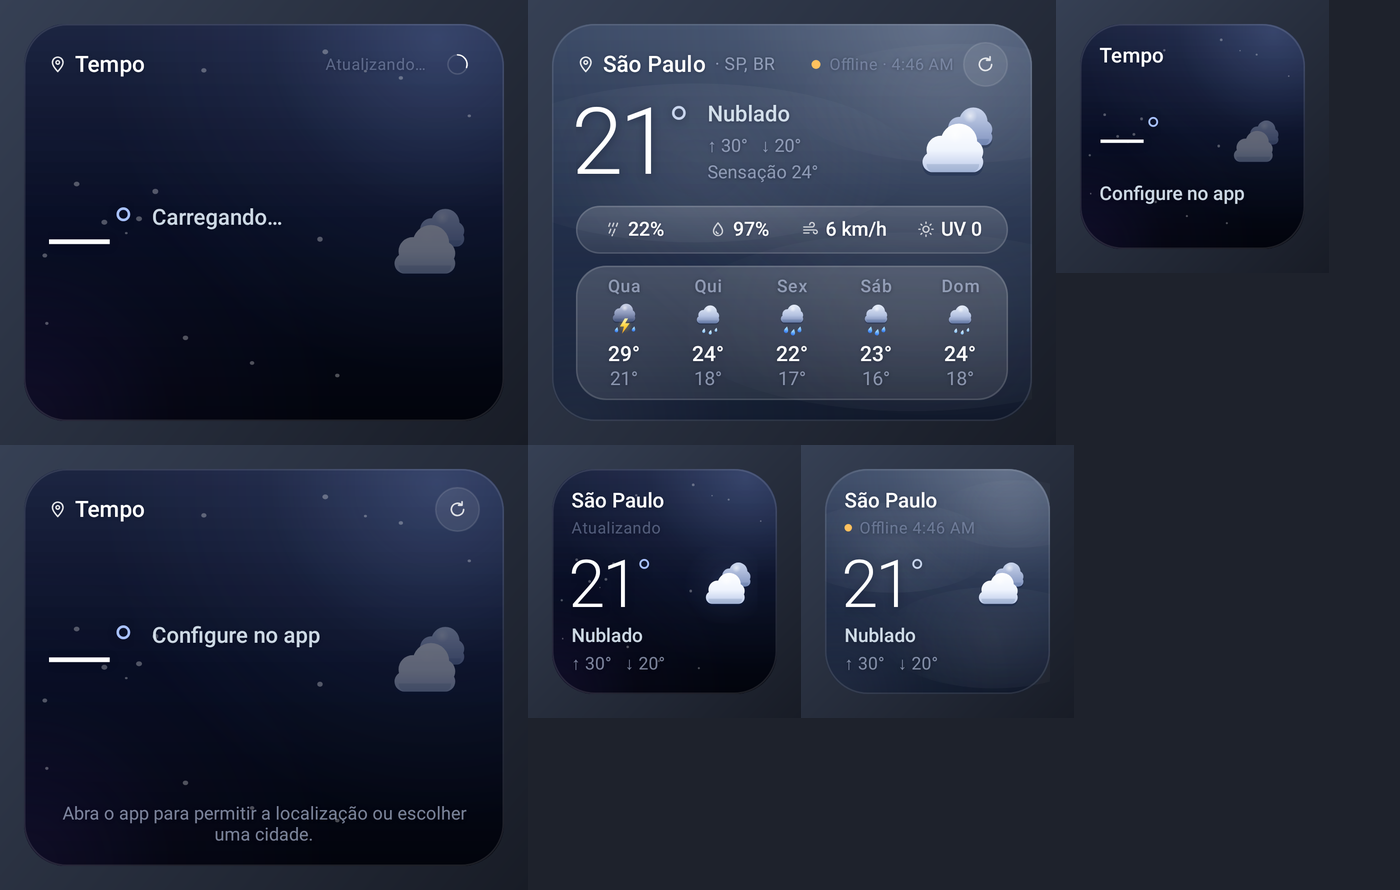 Tempo
Atualizando…
Carregando…
São Paulo · SP, BR
Offline · 4:46 AM
21°
Nublado
↑ 30° ↓ 20°
Sensação 24°
22% 97% 6 km/h UV 0
Qua Qui Sex Sáb Dom
29° 24° 22° 23° 24°
21° 18° 17° 16° 18°
Tempo
Configure no app
Tempo
Configure no app
Abra o app para permitir a localização ou escolher
uma cidade.
São Paulo
Atualizando
21°
Nublado
↑ 30° ↓ 20°
São Paulo
Offline 4:46 AM
21°
Nublado
↑ 30° ↓ 20°